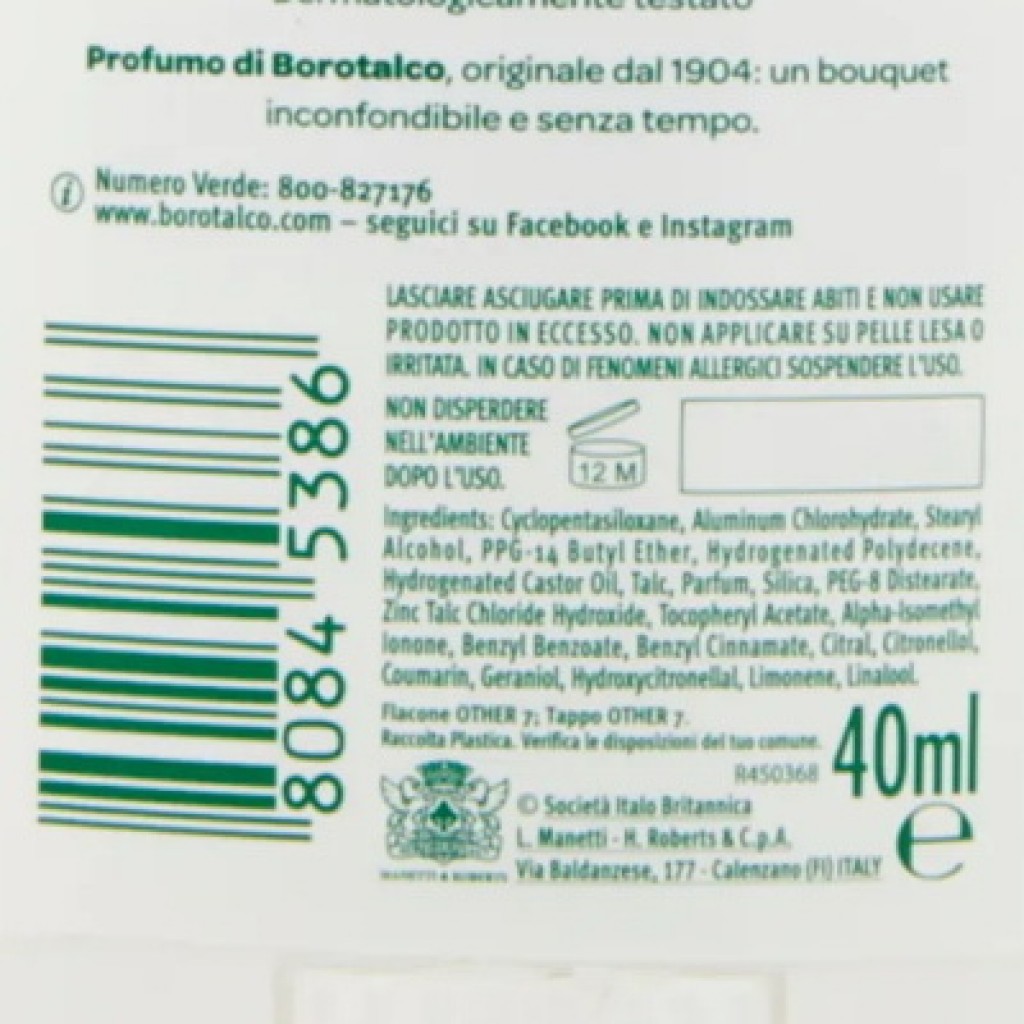 Dermatologicamente testato
Profumo di Borotalco, originale dal 1904: un bouquet
inconfondibile e senza tempo.
i Numero Verde: 800-827176
www.borotalco.com – seguici su Facebook e Instagram
LASCIARE ASCIUGARE PRIMA DI INDOSSARE ABITI E NON USARE
PRODOTTO IN ECCESSO. NON APPLICARE SU PELLE LESA O
IRRITATA. IN CASO DI FENOMENI ALLERGICI SOSPENDERE L'USO.
NON DISPERDERE
NELL'AMBIENTE
DOPO L'USO.
12 M
8084 5386
Ingredients: Cyclopentasiloxane, Aluminum Chlorohydrate, Stearyl
Alcohol, PPG-14 Butyl Ether, Hydrogenated Polydecene,
Hydrogenated Castor Oil, Talc, Parfum, Silica, PEG-8 Distearate,
Zinc Talc Chloride Hydroxide, Tocopheryl Acetate, Alpha-Isomethyl
Ionone, Benzyl Benzoate, Benzyl Cinnamate, Citral, Citronellol,
Coumarin, Geraniol, Hydroxycitronellal, Limonene, Linalool.
Flacone OTHER 7; Tappo OTHER 7.
Raccolta Plastica. Verifica le disposizioni del tuo comune.
R450368
40ml
e
© Società Italo Britannica
L. Manetti - H. Roberts & C.p.A.
Via Baldanzese, 177 - Calenzano (FI) ITALY
MANETTI & ROBERTS